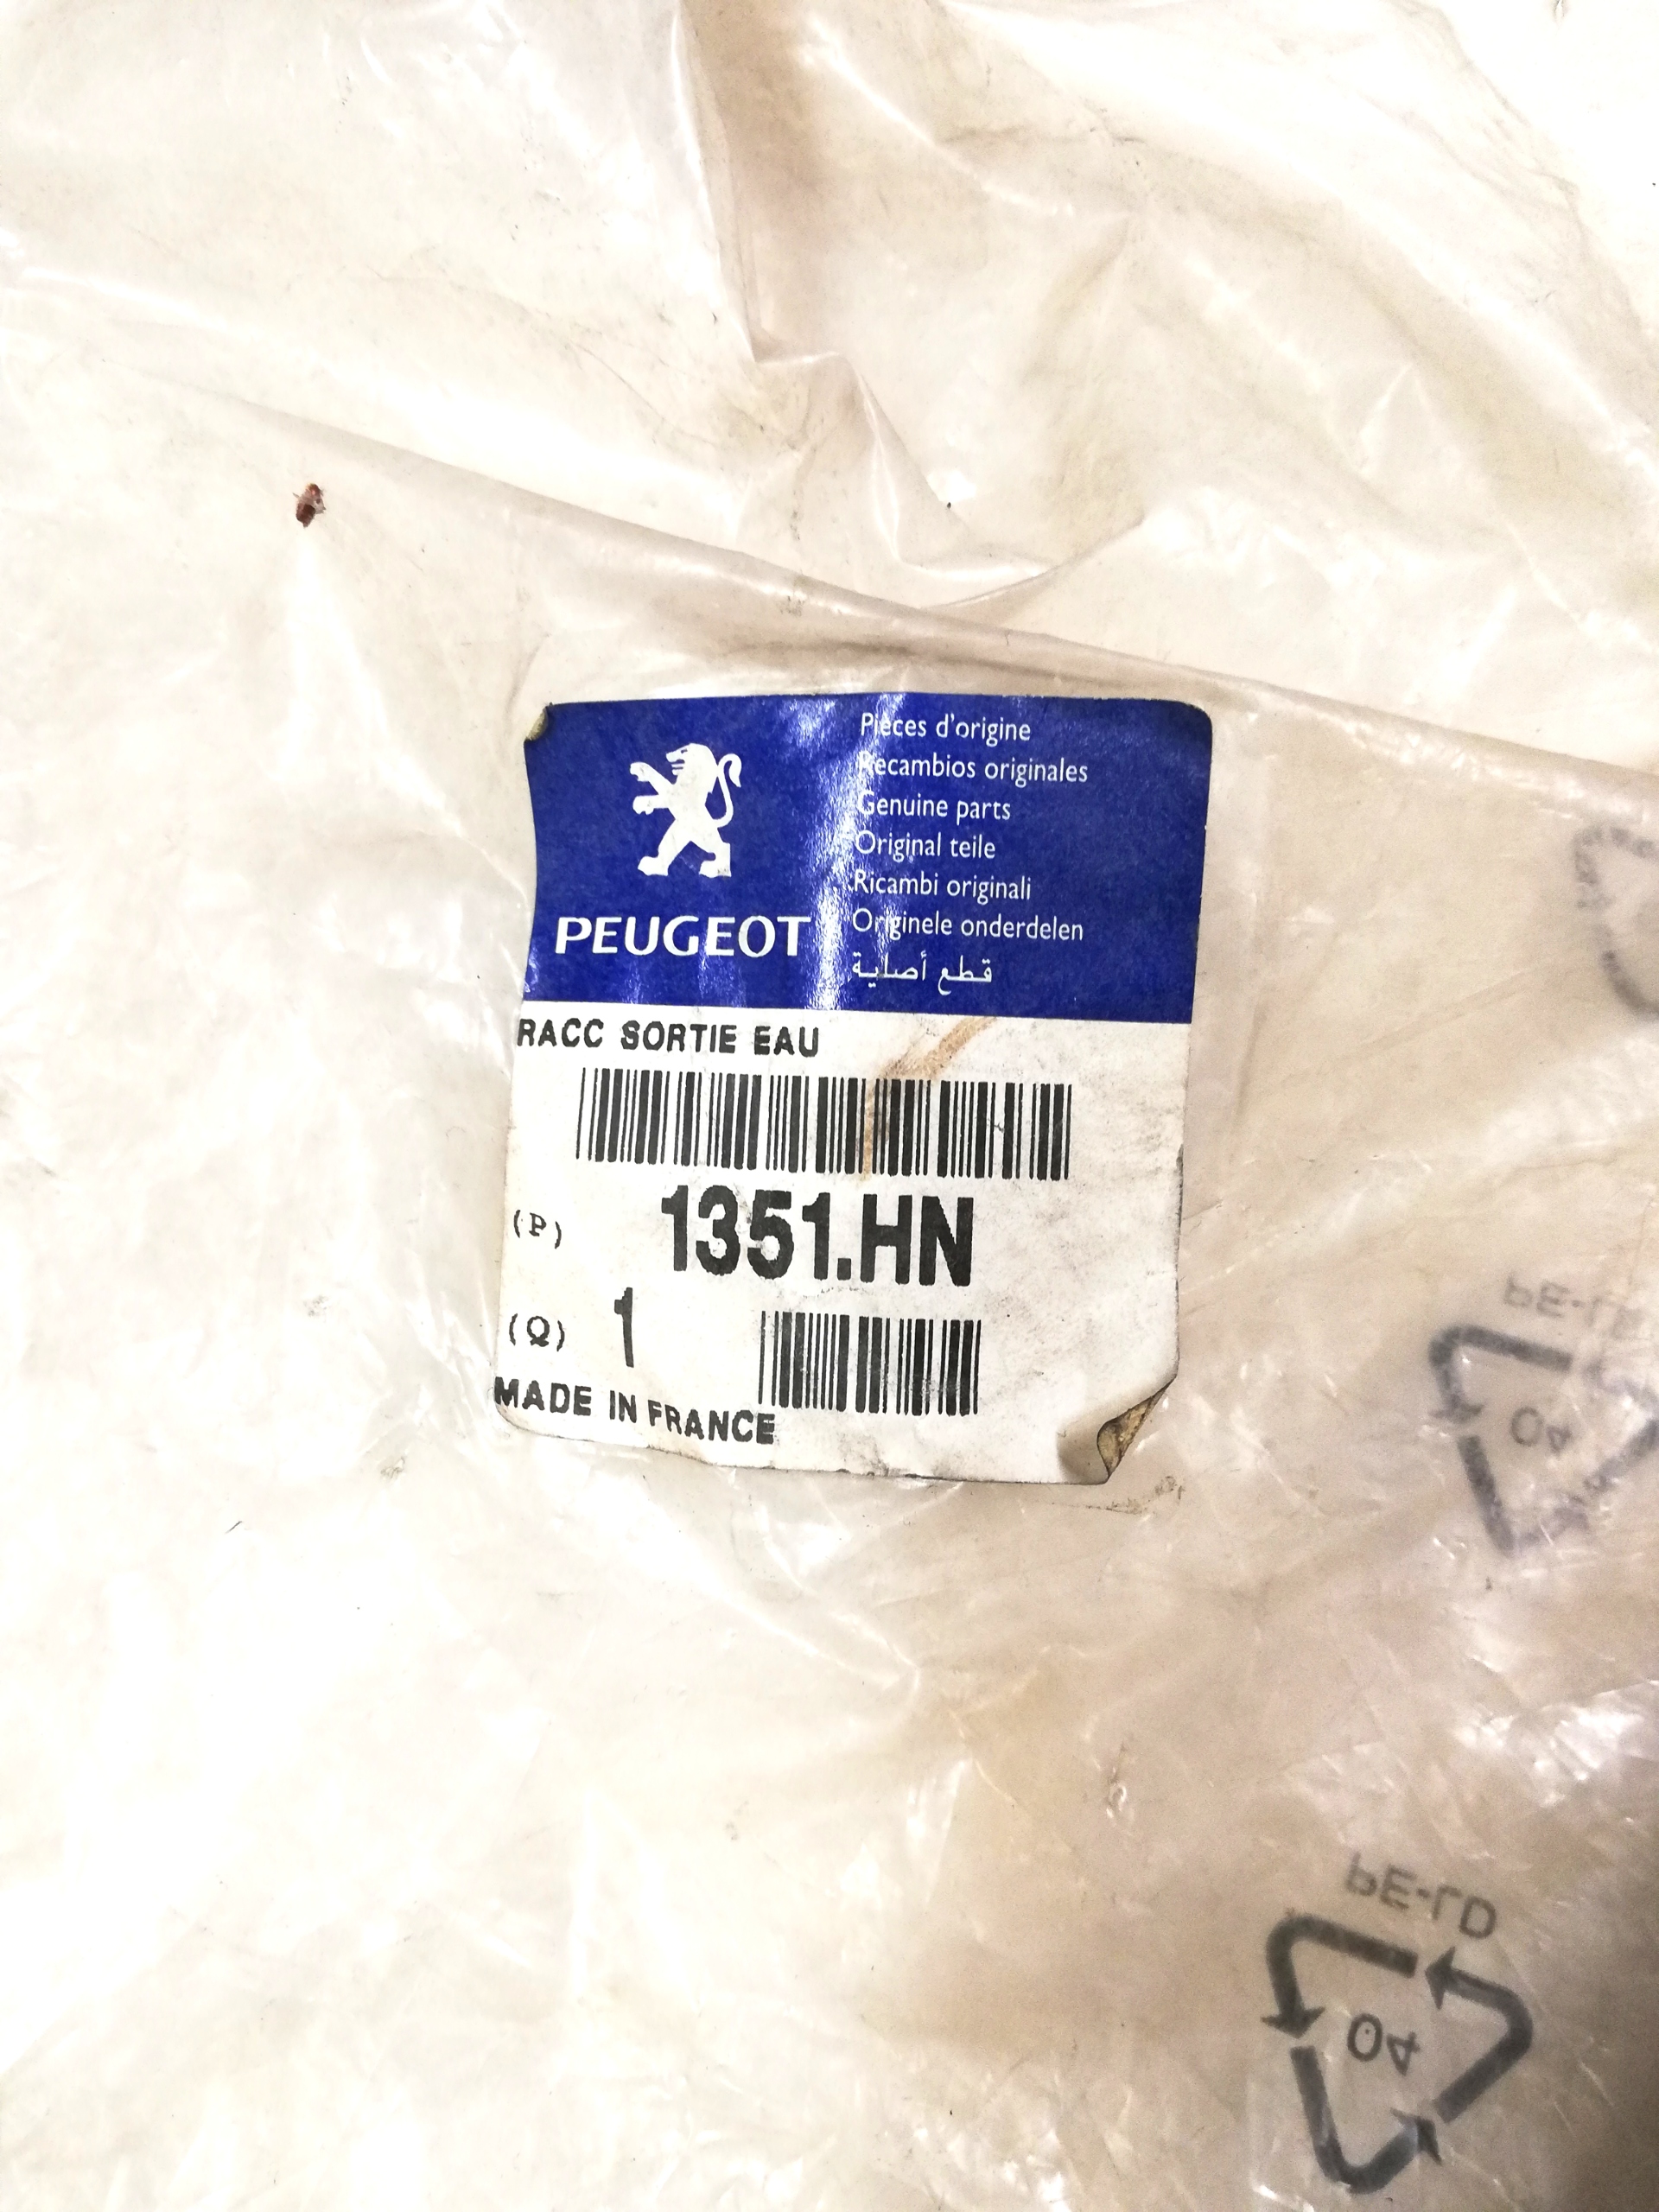 PEUGEOT
Pièces d'origine
Recambios originales
Genuine parts
Original teile
Ricambi originali
Originele onderdelen
قطع أصلية
RACC SORTIE EAU
(P) 1351.HN
(Q) 1
MADE IN FRANCE
PE-LD
04
PE-LD
04